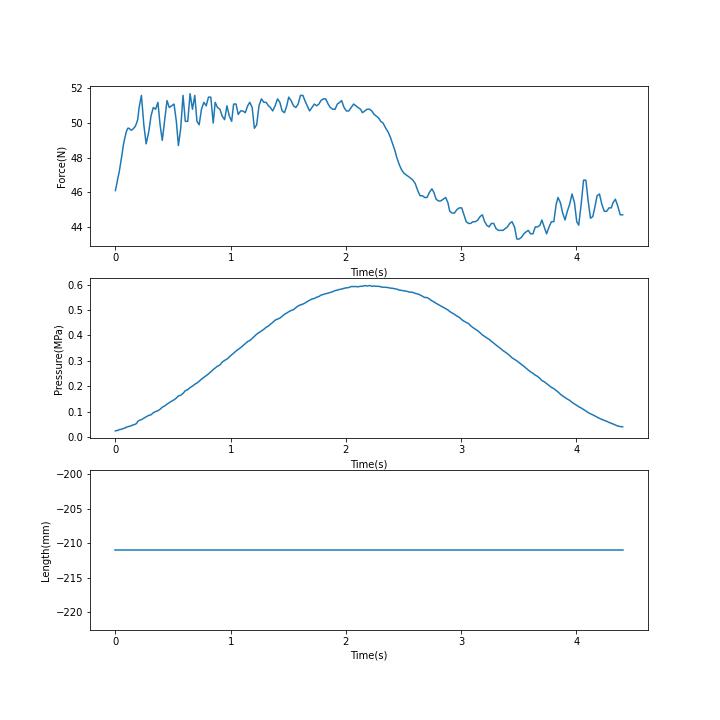 52
50
48
46
44
Force(N)
0 1 2 3 4
Time(s)
0.6
0.5
0.4
0.3
0.2
0.1
0.0
Pressure(MPa)
0 1 2 3 4
Time(s)
−200
−205
−210
−215
−220
Length(mm)
0 1 2 3 4
Time(s)